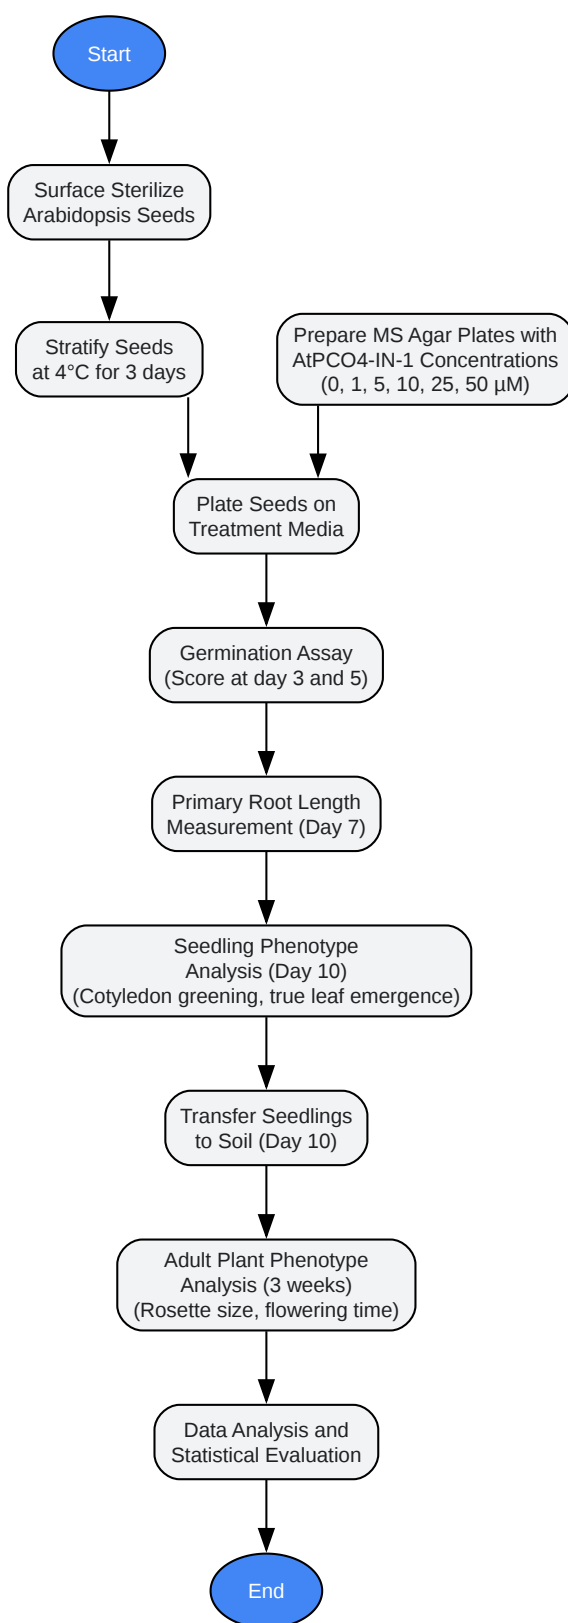 Start
Surface Sterilize
Arabidopsis Seeds
Stratify Seeds
at 4°C for 3 days
Prepare MS Agar Plates with
AtPCO4-IN-1 Concentrations
(0, 1, 5, 10, 25, 50 µM)
Plate Seeds on
Treatment Media
Germination Assay
(Score at day 3 and 5)
Primary Root Length
Measurement (Day 7)
Seedling Phenotype
Analysis (Day 10)
(Cotyledon greening, true leaf emergence)
Transfer Seedlings
to Soil (Day 10)
Adult Plant Phenotype
Analysis (3 weeks)
(Rosette size, flowering time)
Data Analysis and
Statistical Evaluation
End